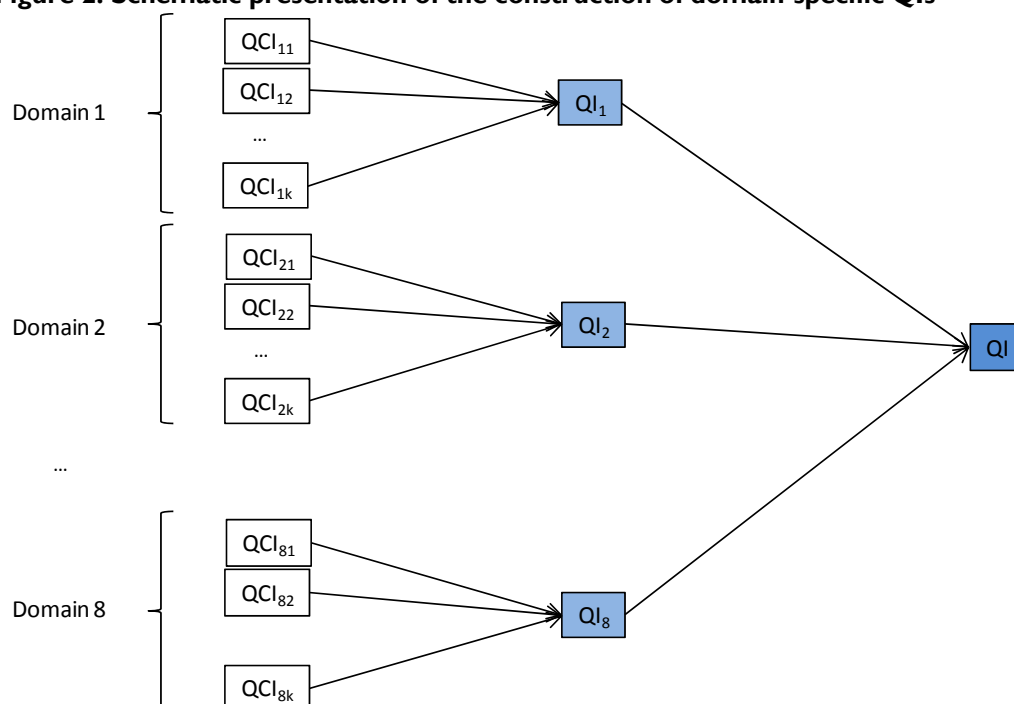 Figure 2. Schematic presentation of the construction of domain-specific QIs
QCI₁₁
QCI₁₂
Domain 1
...
QCI₁ₖ
QI₁
QCI₂₁
QCI₂₂
Domain 2
...
QCI₂ₖ
QI₂
QI
...
QCI₈₁
QCI₈₂
Domain 8
QCI₈ₖ
QI₈